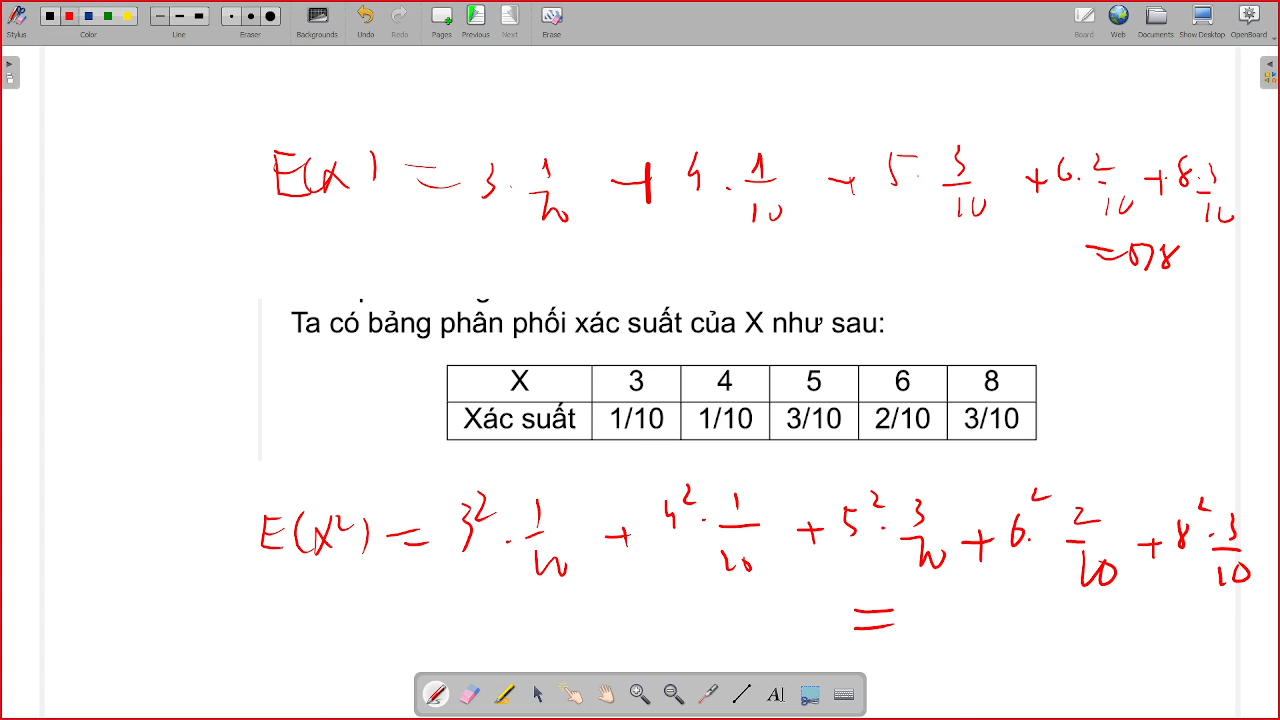 Stylus Color Line Eraser Backgrounds Undo Redo Pages Previous Next Erase Board Web Documents Show Desktop OpenBoard
E(X) = 3 . 1/10 + 4 . 1/10 + 5 . 3/10 + 6 . 2/10 + 8 . 3/10
Ta có bảng phân phối xác suất của X như sau:
X 3 4 5 6 8
Xác suất 1/10 1/10 3/10 2/10 3/10
E(X²) = 3² . 1/10 + 4² . 1/10 + 5² . 3/10 + 6² . 2/10 + 8² . 3/10
=